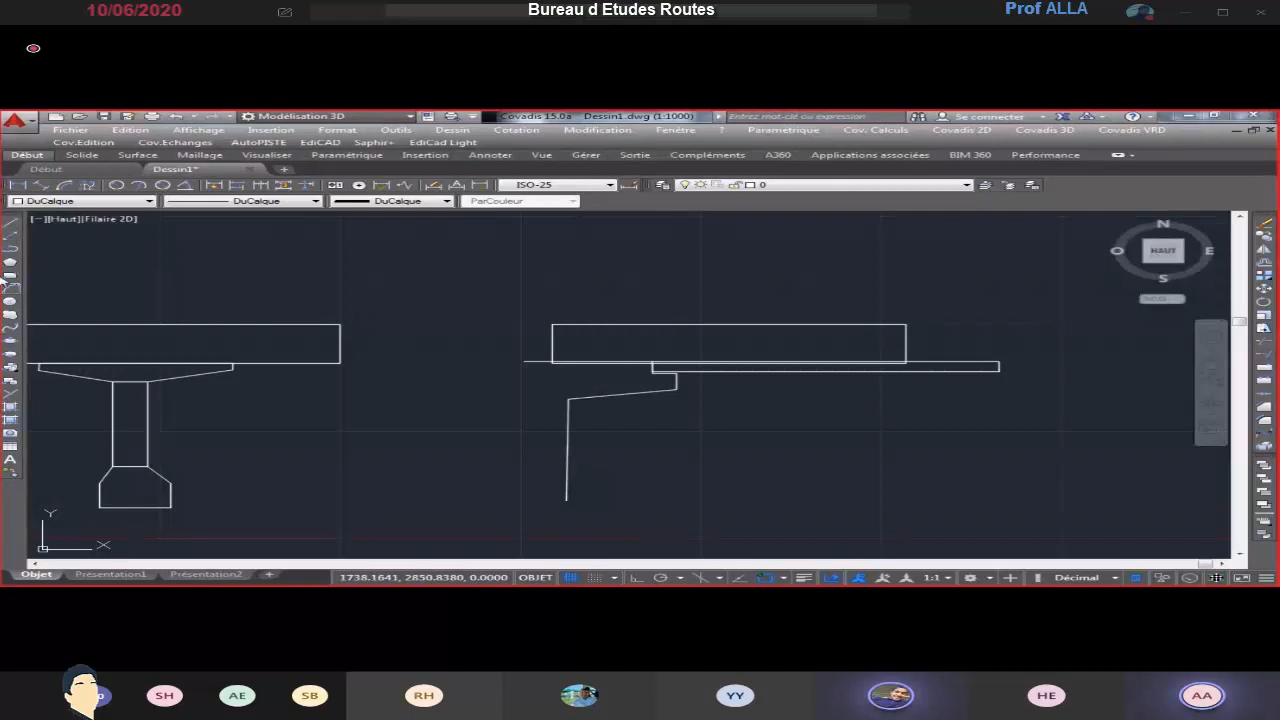 10/06/2020
Bureau d Etudes Routes
Prof ALLA
Modélisation 3D
Covadis 15.0a
Dessin1.dwg (1:1000)
Entrez mot-clé ou expression
Se connecter
Fichier Edition Affichage Insertion Format Outils Dessin Cotation Modification Fenêtre ? Parametrique Cov. Calculs Covadis 2D Covadis 3D Covadis VRD
Cov.Edition Cov.Echanges AutoPISTE EdiCAD Saphir+ EdiCad Light
Début Solide Surface Maillage Visualiser Paramétrique Insertion Annoter Vue Gérer Sortie Compléments A360 Applications associées BIM 360 Performance
Début Dessin1* +
ISO-25
0
DuCalque DuCalque DuCalque ParCouleur
[−][Haut][Filaire 2D]
N
O HAUT E
S
Y
X
Objet Présentation1 Présentation2 +
1738.1641, 2850.8380, 0.0000 OBJET 1:1 Décimal
SH AE SB RH YY HE AA